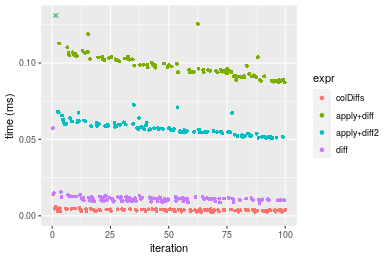 0.10
0.05
0.00
time (ms)
0
25
50
75
100
iteration
expr
colDiffs
apply+diff
apply+diff2
diff